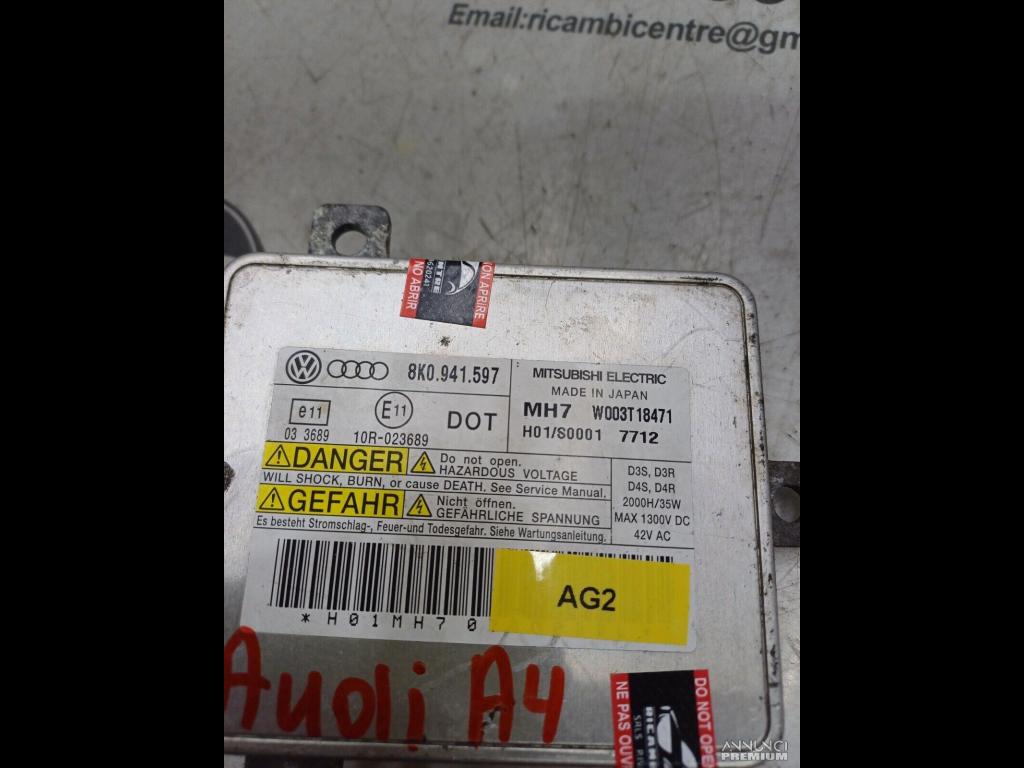 Email:ricambicentre@gm
NON APRIRE
NTRE
620241
NO ABRIR
8K0.941.597
MITSUBISHI ELECTRIC
MADE IN JAPAN
MH7 W003T18471
H01/S0001 7712
e11
E11
DOT
03 3689
10R-023689
DANGER
Do not open.
HAZARDOUS VOLTAGE
WILL SHOCK, BURN, or cause DEATH. See Service Manual.
GEFAHR
Nicht öffnen.
GEFÄHRLICHE SPANNUNG
Es besteht Stromschlag-, Feuer-und Todesgefahr. Siehe Wartungsanleitung.
D3S, D3R
D4S, D4R
2000H/35W
MAX 1300V DC
42V AC
AG2
*H01MH70
Audi A4
DO NOT OPE
RICAMB
NE PAS OUV
ANNUNCI
PREMIUM